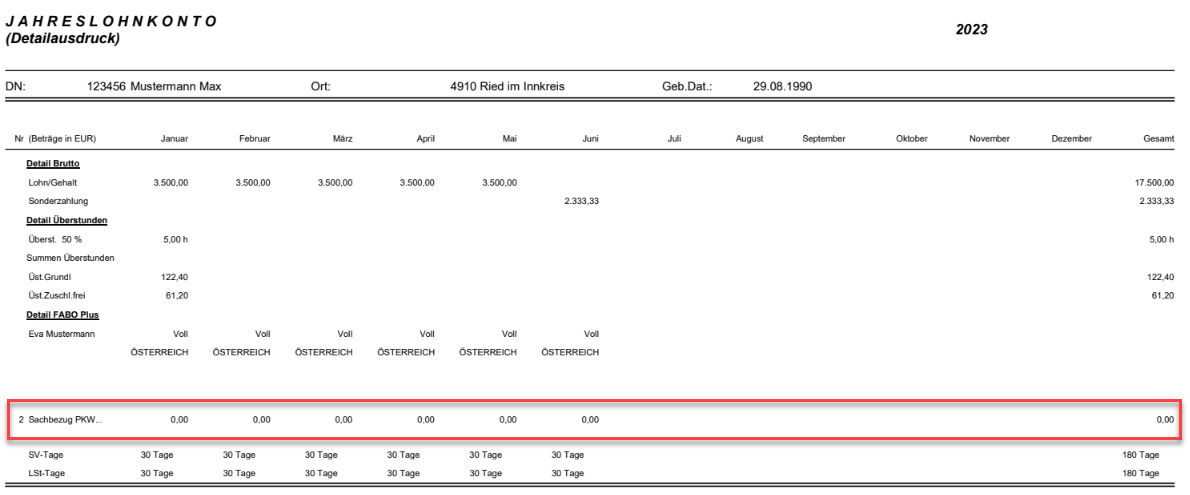 J A H R E S L O H N K O N T O
(Detailausdruck) 2023
DN: 123456 Mustermann Max Ort: 4910 Ried im Innkreis Geb.Dat.: 29.08.1990
Nr (Beträge in EUR) Januar Februar März April Mai Juni Juli August September Oktober November Dezember Gesamt
Detail Brutto
Lohn/Gehalt 3.500,00 3.500,00 3.500,00 3.500,00 3.500,00 17.500,00
Sonderzahlung 2.333,33 2.333,33
Detail Überstunden
Überst. 50 % 5,00 h 5,00 h
Summen Überstunden
Üst.Grundl 122,40 122,40
Üst.Zuschl.frei 61,20 61,20
Detail FABO Plus
Eva Mustermann Voll Voll Voll Voll Voll Voll
ÖSTERREICH ÖSTERREICH ÖSTERREICH ÖSTERREICH ÖSTERREICH ÖSTERREICH
2 Sachbezug PKW... 0,00 0,00 0,00 0,00 0,00 0,00 0,00
SV-Tage 30 Tage 30 Tage 30 Tage 30 Tage 30 Tage 30 Tage 180 Tage
LSt-Tage 30 Tage 30 Tage 30 Tage 30 Tage 30 Tage 30 Tage 180 Tage